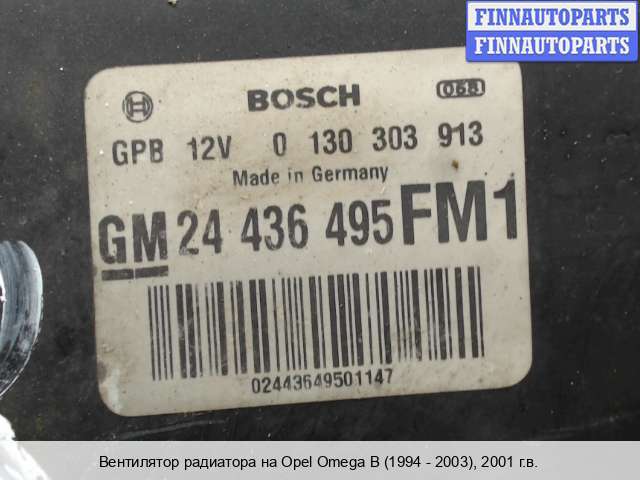 FINNAUTOPARTS
FINNAUTOPARTS
BOSCH 068
GPB 12V 0 130 303 913
Made in Germany
GM 24 436 495 FM1
02443649501147
Вентилятор радиатора на Opel Omega B (1994 - 2003), 2001 г.в.